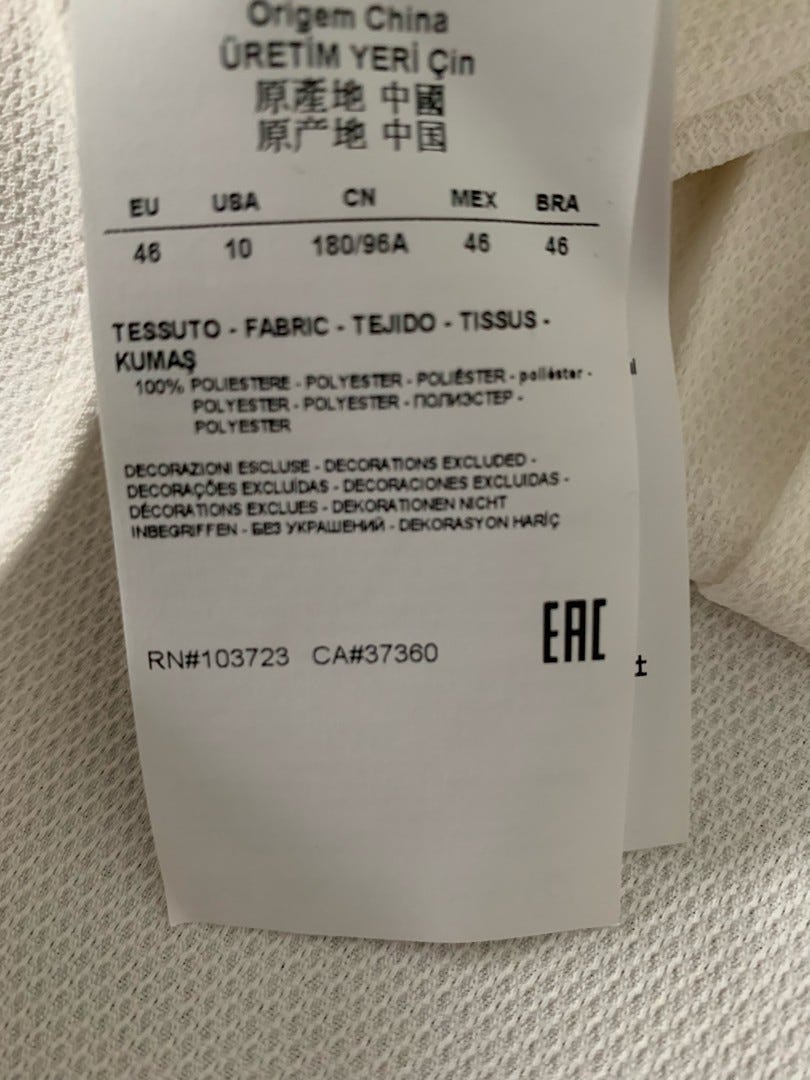 Origem China
ÜRETİM YERİ Çin
原產地 中國
原产地 中国
EU USA CN MEX BRA
46 10 180/96A 46 46
TESSUTO - FABRIC - TEJIDO - TISSUS -
KUMAŞ
100% POLIESTERE - POLYESTER - POLIÉSTER - poliéster -
POLYESTER - POLYESTER - ПОЛИЭСТЕР -
POLYESTER
DECORAZIONI ESCLUSE - DECORATIONS EXCLUDED -
DECORAÇÕES EXCLUÍDAS - DECORACIONES EXCLUIDAS -
DÉCORATIONS EXCLUES - DEKORATIONEN NICHT
INBEGRIFFEN - БЕЗ УКРАШЕНИЙ - DEKORASYON HARİÇ
EAC
RN#103723 CA#37360